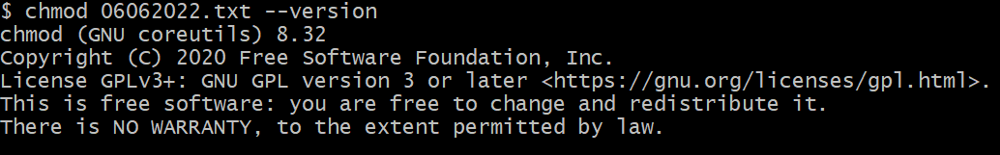 $ chmod 06062022.txt --version
chmod (GNU coreutils) 8.32
Copyright (C) 2020 Free Software Foundation, Inc.
License GPLv3+: GNU GPL version 3 or later <https://gnu.org/licenses/gpl.html>.
This is free software: you are free to change and redistribute it.
There is NO WARRANTY, to the extent permitted by law.